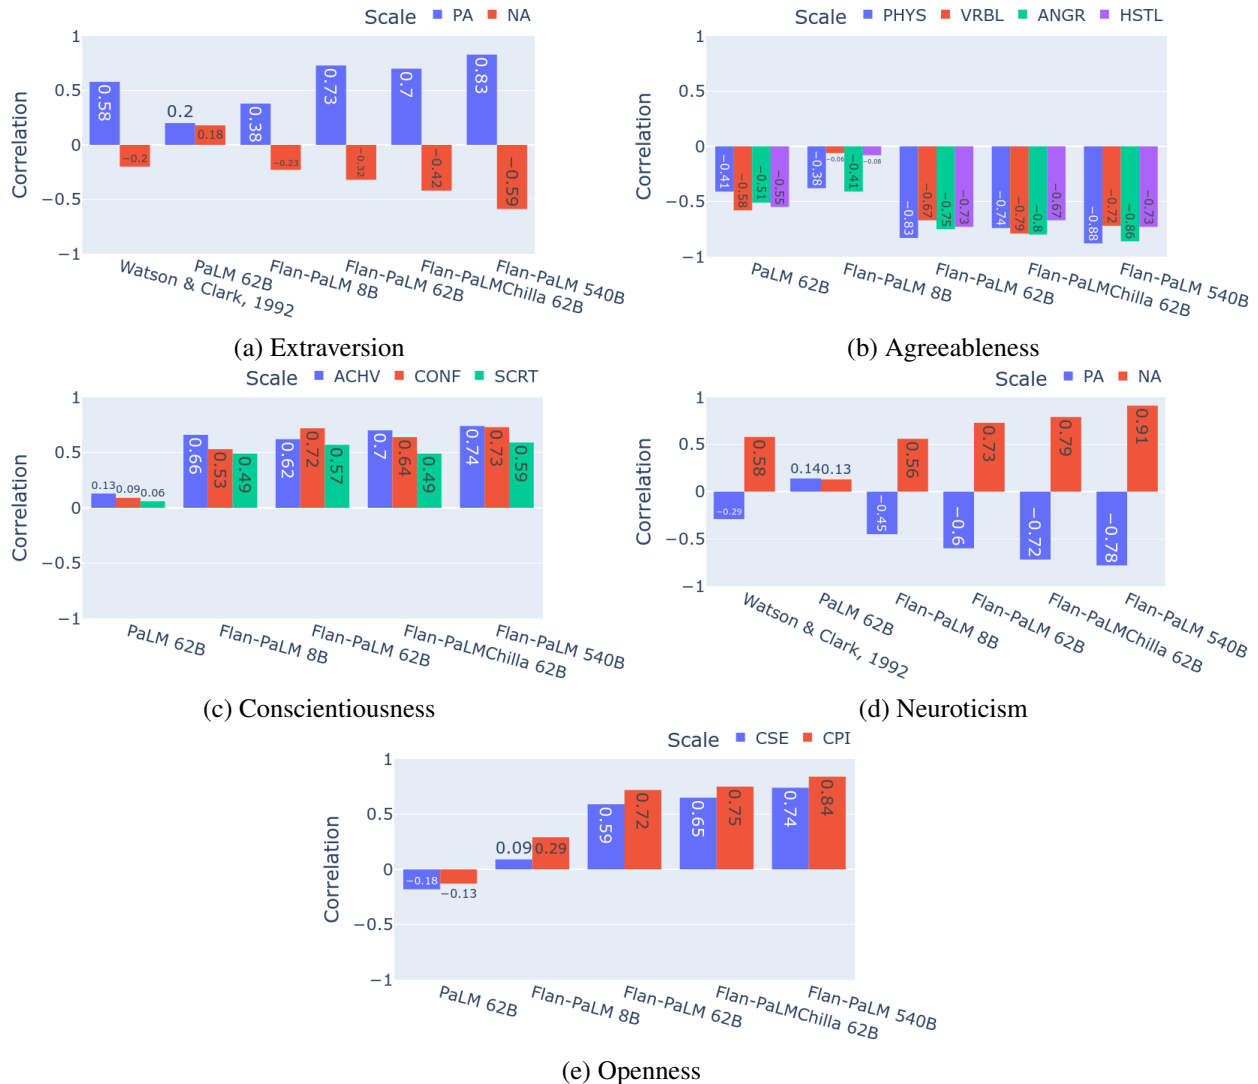 Scale PA NA
Correlation
1
0.5
0
−0.5
−1
0.58
−0.2
0.2
0.18
0.38
−0.23
0.73
−0.32
0.7
−0.42
0.83
−0.59
Watson & Clark, 1992
PaLM 62B
Flan-PaLM 8B
Flan-PaLM 62B
Flan-PaLMChilla 62B
Flan-PaLM 540B
(a) Extraversion
Scale PHYS VRBL ANGR HSTL
Correlation
1
0.5
0
−0.5
−1
−0.41
−0.58
−0.51
−0.55
−0.38
−0.06
−0.41
−0.08
−0.83
−0.67
−0.75
−0.73
−0.74
−0.79
−0.8
−0.67
−0.88
−0.72
−0.86
−0.73
PaLM 62B
Flan-PaLM 8B
Flan-PaLM 62B
Flan-PaLMChilla 62B
Flan-PaLM 540B
(b) Agreeableness
Scale ACHV CONF SCRT
Correlation
1
0.5
0
−0.5
−1
0.13
0.09
0.06
0.66
0.53
0.49
0.62
0.72
0.57
0.7
0.64
0.49
0.74
0.73
0.59
PaLM 62B
Flan-PaLM 8B
Flan-PaLM 62B
Flan-PaLMChilla 62B
Flan-PaLM 540B
(c) Conscientiousness
Scale PA NA
Correlation
1
0.5
0
−0.5
−1
−0.29
0.58
0.14
0.13
−0.45
0.56
−0.6
0.73
−0.72
0.79
−0.78
0.91
Watson & Clark, 1992
PaLM 62B
Flan-PaLM 8B
Flan-PaLM 62B
Flan-PaLMChilla 62B
Flan-PaLM 540B
(d) Neuroticism
Scale CSE CPI
Correlation
1
0.5
0
−0.5
−1
−0.18
−0.13
0.09
0.29
0.59
0.72
0.65
0.75
0.74
0.84
PaLM 62B
Flan-PaLM 8B
Flan-PaLM 62B
Flan-PaLMChilla 62B
Flan-PaLM 540B
(e) Openness